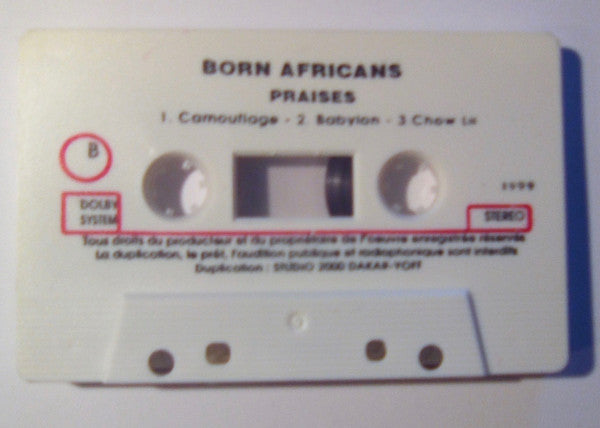 BORN AFRICANS
PRAISES
1. Camouflage - 2. Babylon - 3 Chow Lie
B
1999
DOLBY
SYSTEM
STEREO
Tous droits du producteur et du propriétaire de l'oeuvre enregistrée réservés
La duplication, le prêt, l'audition publique et radiophonique sont interdits
Duplication : STUDIO 2000 DAKAR-YOFF